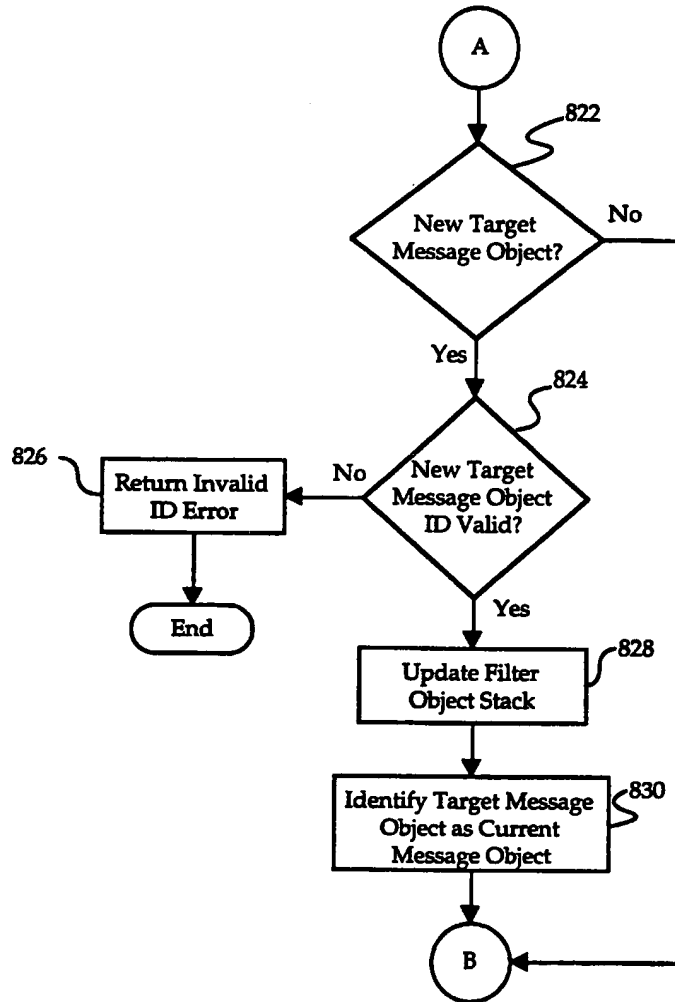 A
822
New Target
Message Object?
No
Yes
824
New Target
Message Object
ID Valid?
No
826
Return Invalid
ID Error
End
Yes
828
Update Filter
Object Stack
830
Identify Target Message
Object as Current
Message Object
B